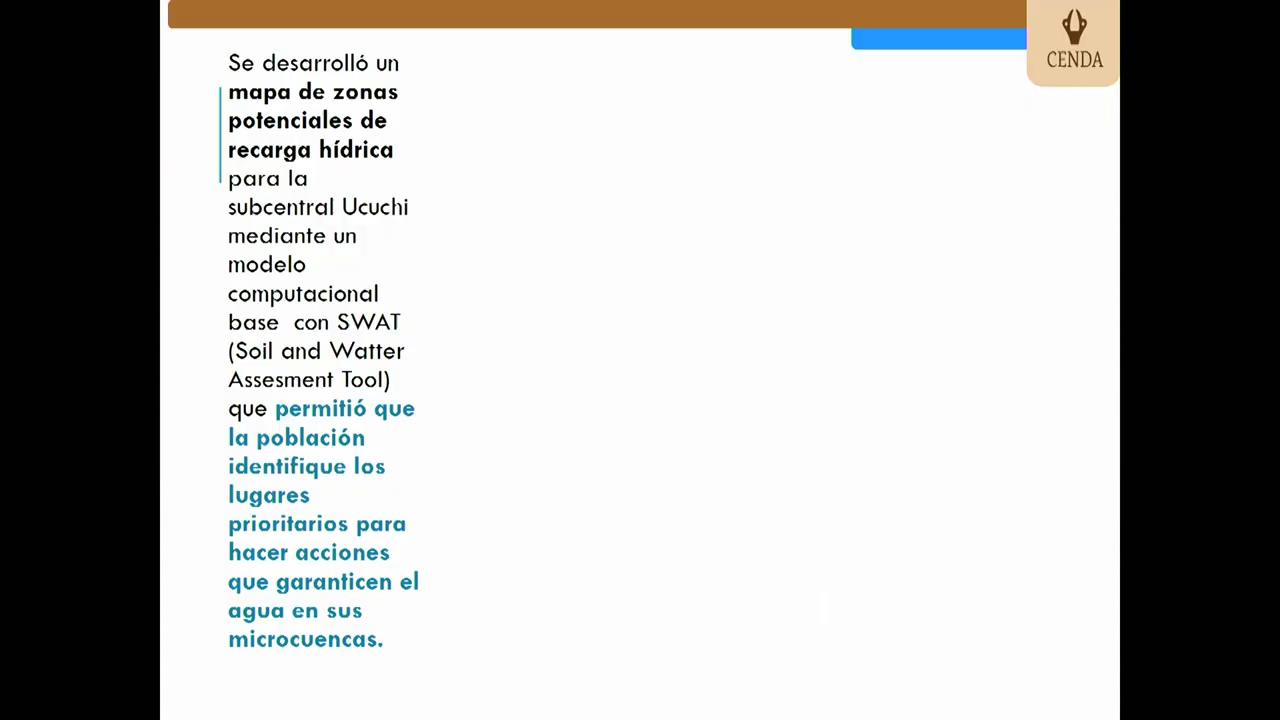 CENDA
Se desarrolló un
mapa de zonas
potenciales de
recarga hídrica
para la
subcentral Ucuchi
mediante un
modelo
computacional
base con SWAT
(Soil and Watter
Assesment Tool)
que permitió que
la población
identifique los
lugares
prioritarios para
hacer acciones
que garanticen el
agua en sus
microcuencas.